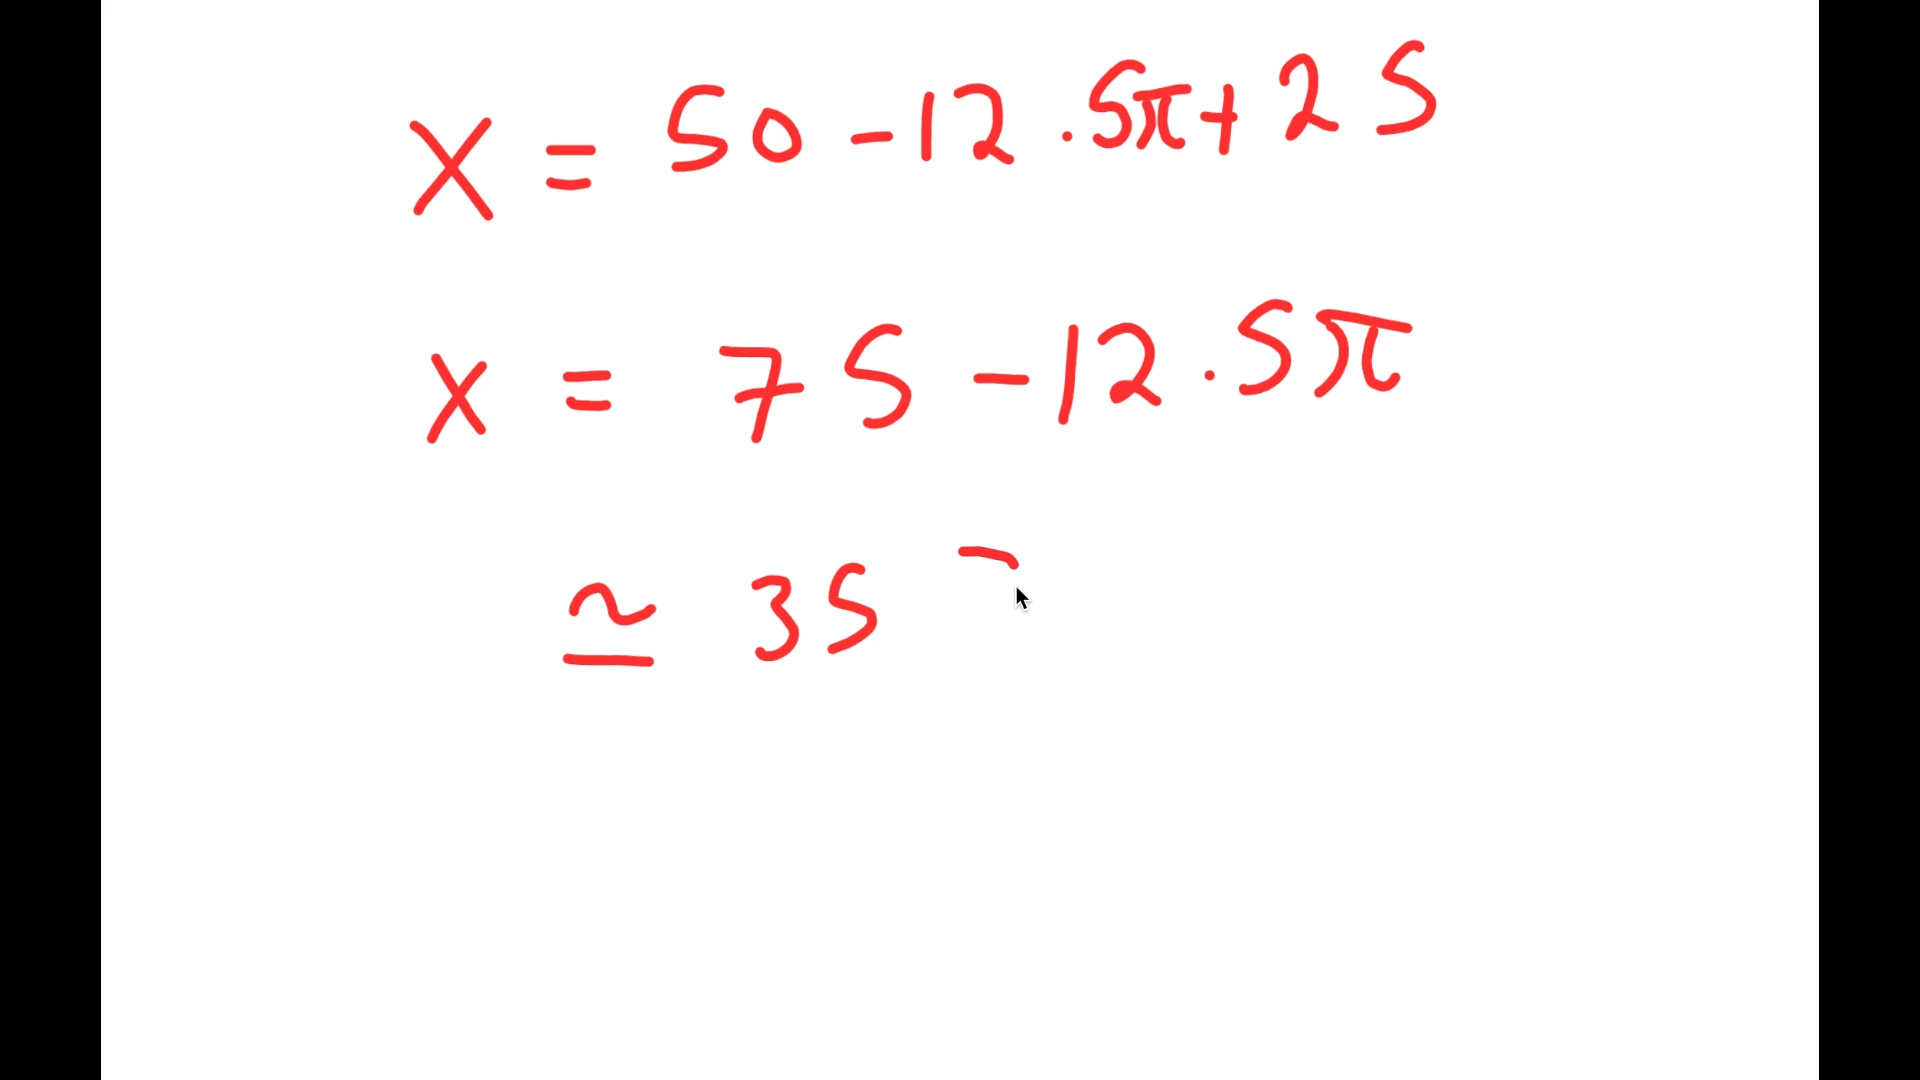 x = 50 - 12.5π + 25
x = 75 - 12.5π
≅ 35